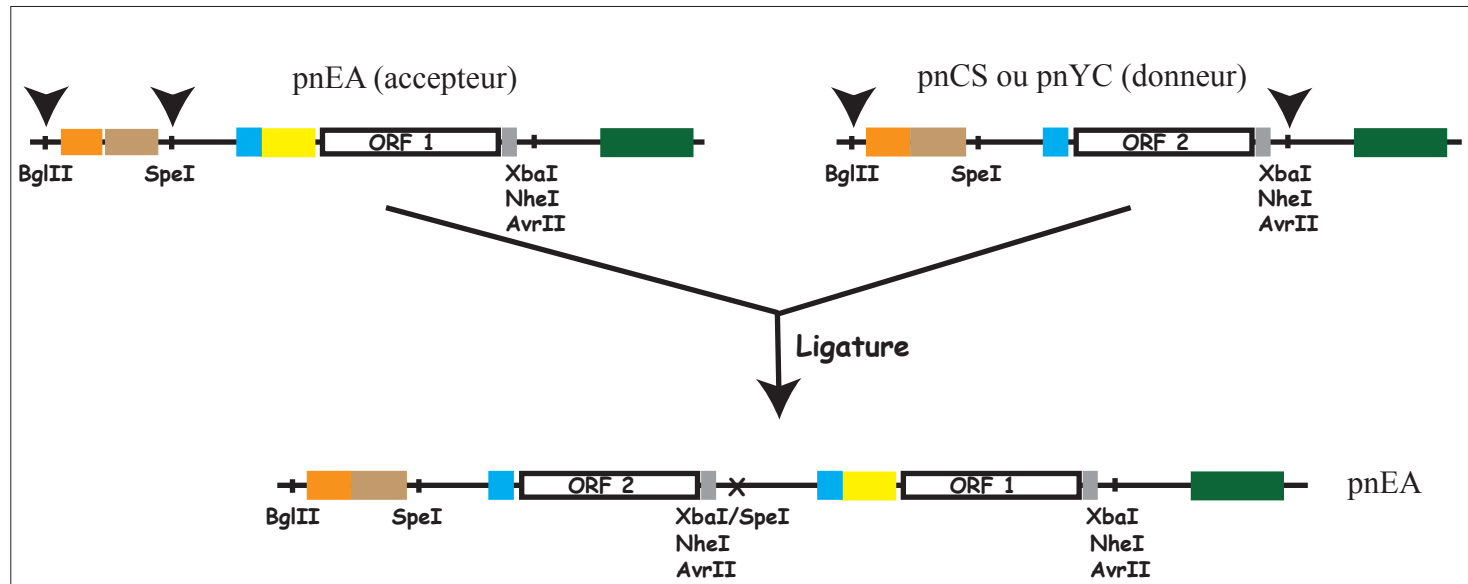 pnEA (accepteur)
pnCS ou pnYC (donneur)
ORF 1
ORF 2
BglII
SpeI
XbaI
NheI
AvrII
BglII
SpeI
XbaI
NheI
AvrII
Ligature
ORF 2
ORF 1
pnEA
BglII
SpeI
XbaI/SpeI
NheI
AvrII
XbaI
NheI
AvrII